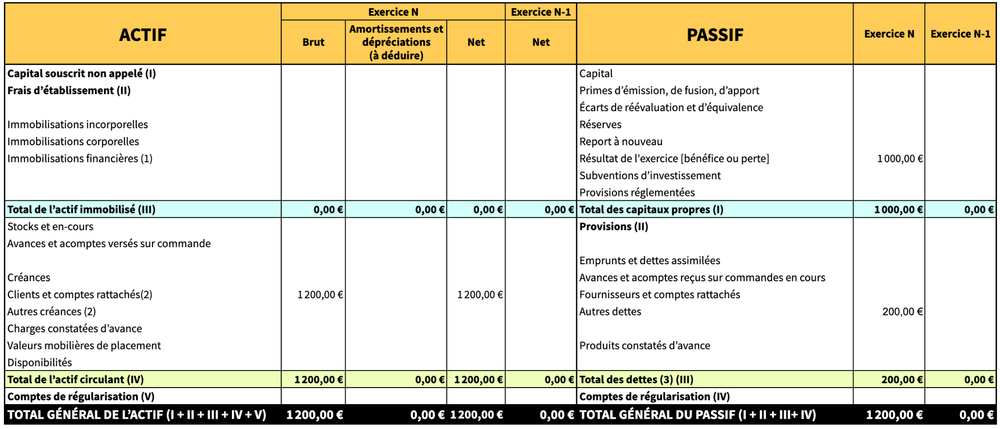 ACTIF Exercice N Exercice N-1 PASSIF Exercice N Exercice N-1
Brut Amortissements et dépréciations (à déduire) Net Net
Capital souscrit non appelé (I) Capital
Frais d’établissement (II) Primes d’émission, de fusion, d’apport
Écarts de réévaluation et d’équivalence
Immobilisations incorporelles Réserves
Immobilisations corporelles Report à nouveau
Immobilisations financières (1) Résultat de l'exercice [bénéfice ou perte] 1 000,00 €
Subventions d’investissement
Provisions réglementées
Total de l’actif immobilisé (III) 0,00 € 0,00 € 0,00 € 0,00 € Total des capitaux propres (I) 1 000,00 € 0,00 €
Stocks et en-cours Provisions (II)
Avances et acomptes versés sur commande
Emprunts et dettes assimilées
Créances Avances et acomptes reçus sur commandes en cours
Clients et comptes rattachés(2) 1 200,00 € 1 200,00 € Fournisseurs et comptes rattachés
Autres créances (2) Autres dettes 200,00 €
Charges constatées d’avance
Valeurs mobilières de placement Produits constatés d’avance
Disponibilités
Total de l’actif circulant (IV) 1 200,00 € 0,00 € 1 200,00 € 0,00 € Total des dettes (3) (III) 200,00 € 0,00 €
Comptes de régularisation (V) Comptes de régularisation (IV)
TOTAL GÉNÉRAL DE L’ACTIF (I + II + III + IV + V) 1 200,00 € 0,00 € 1 200,00 € 0,00 € TOTAL GÉNÉRAL DU PASSIF (I + II + III+ IV) 1 200,00 € 0,00 €